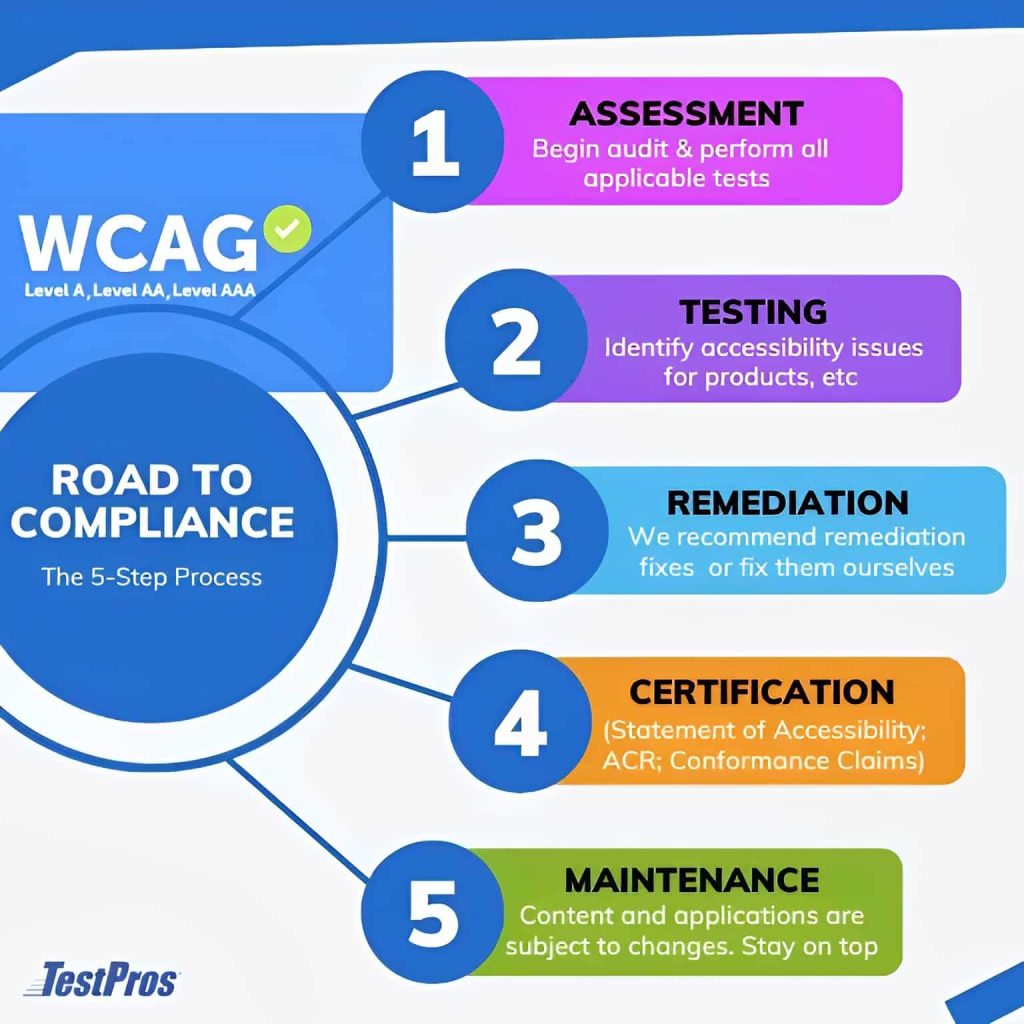 WCAG
Level A, Level AA, Level AAA
ROAD TO
COMPLIANCE
The 5-Step Process
1
ASSESSMENT
Begin audit & perform all
applicable tests
2
TESTING
Identify accessibility issues
for products, etc
3
REMEDIATION
We recommend remediation
fixes or fix them ourselves
4
CERTIFICATION
(Statement of Accessibility;
ACR; Conformance Claims)
5
MAINTENANCE
Content and applications are
subject to changes. Stay on top
TestPros